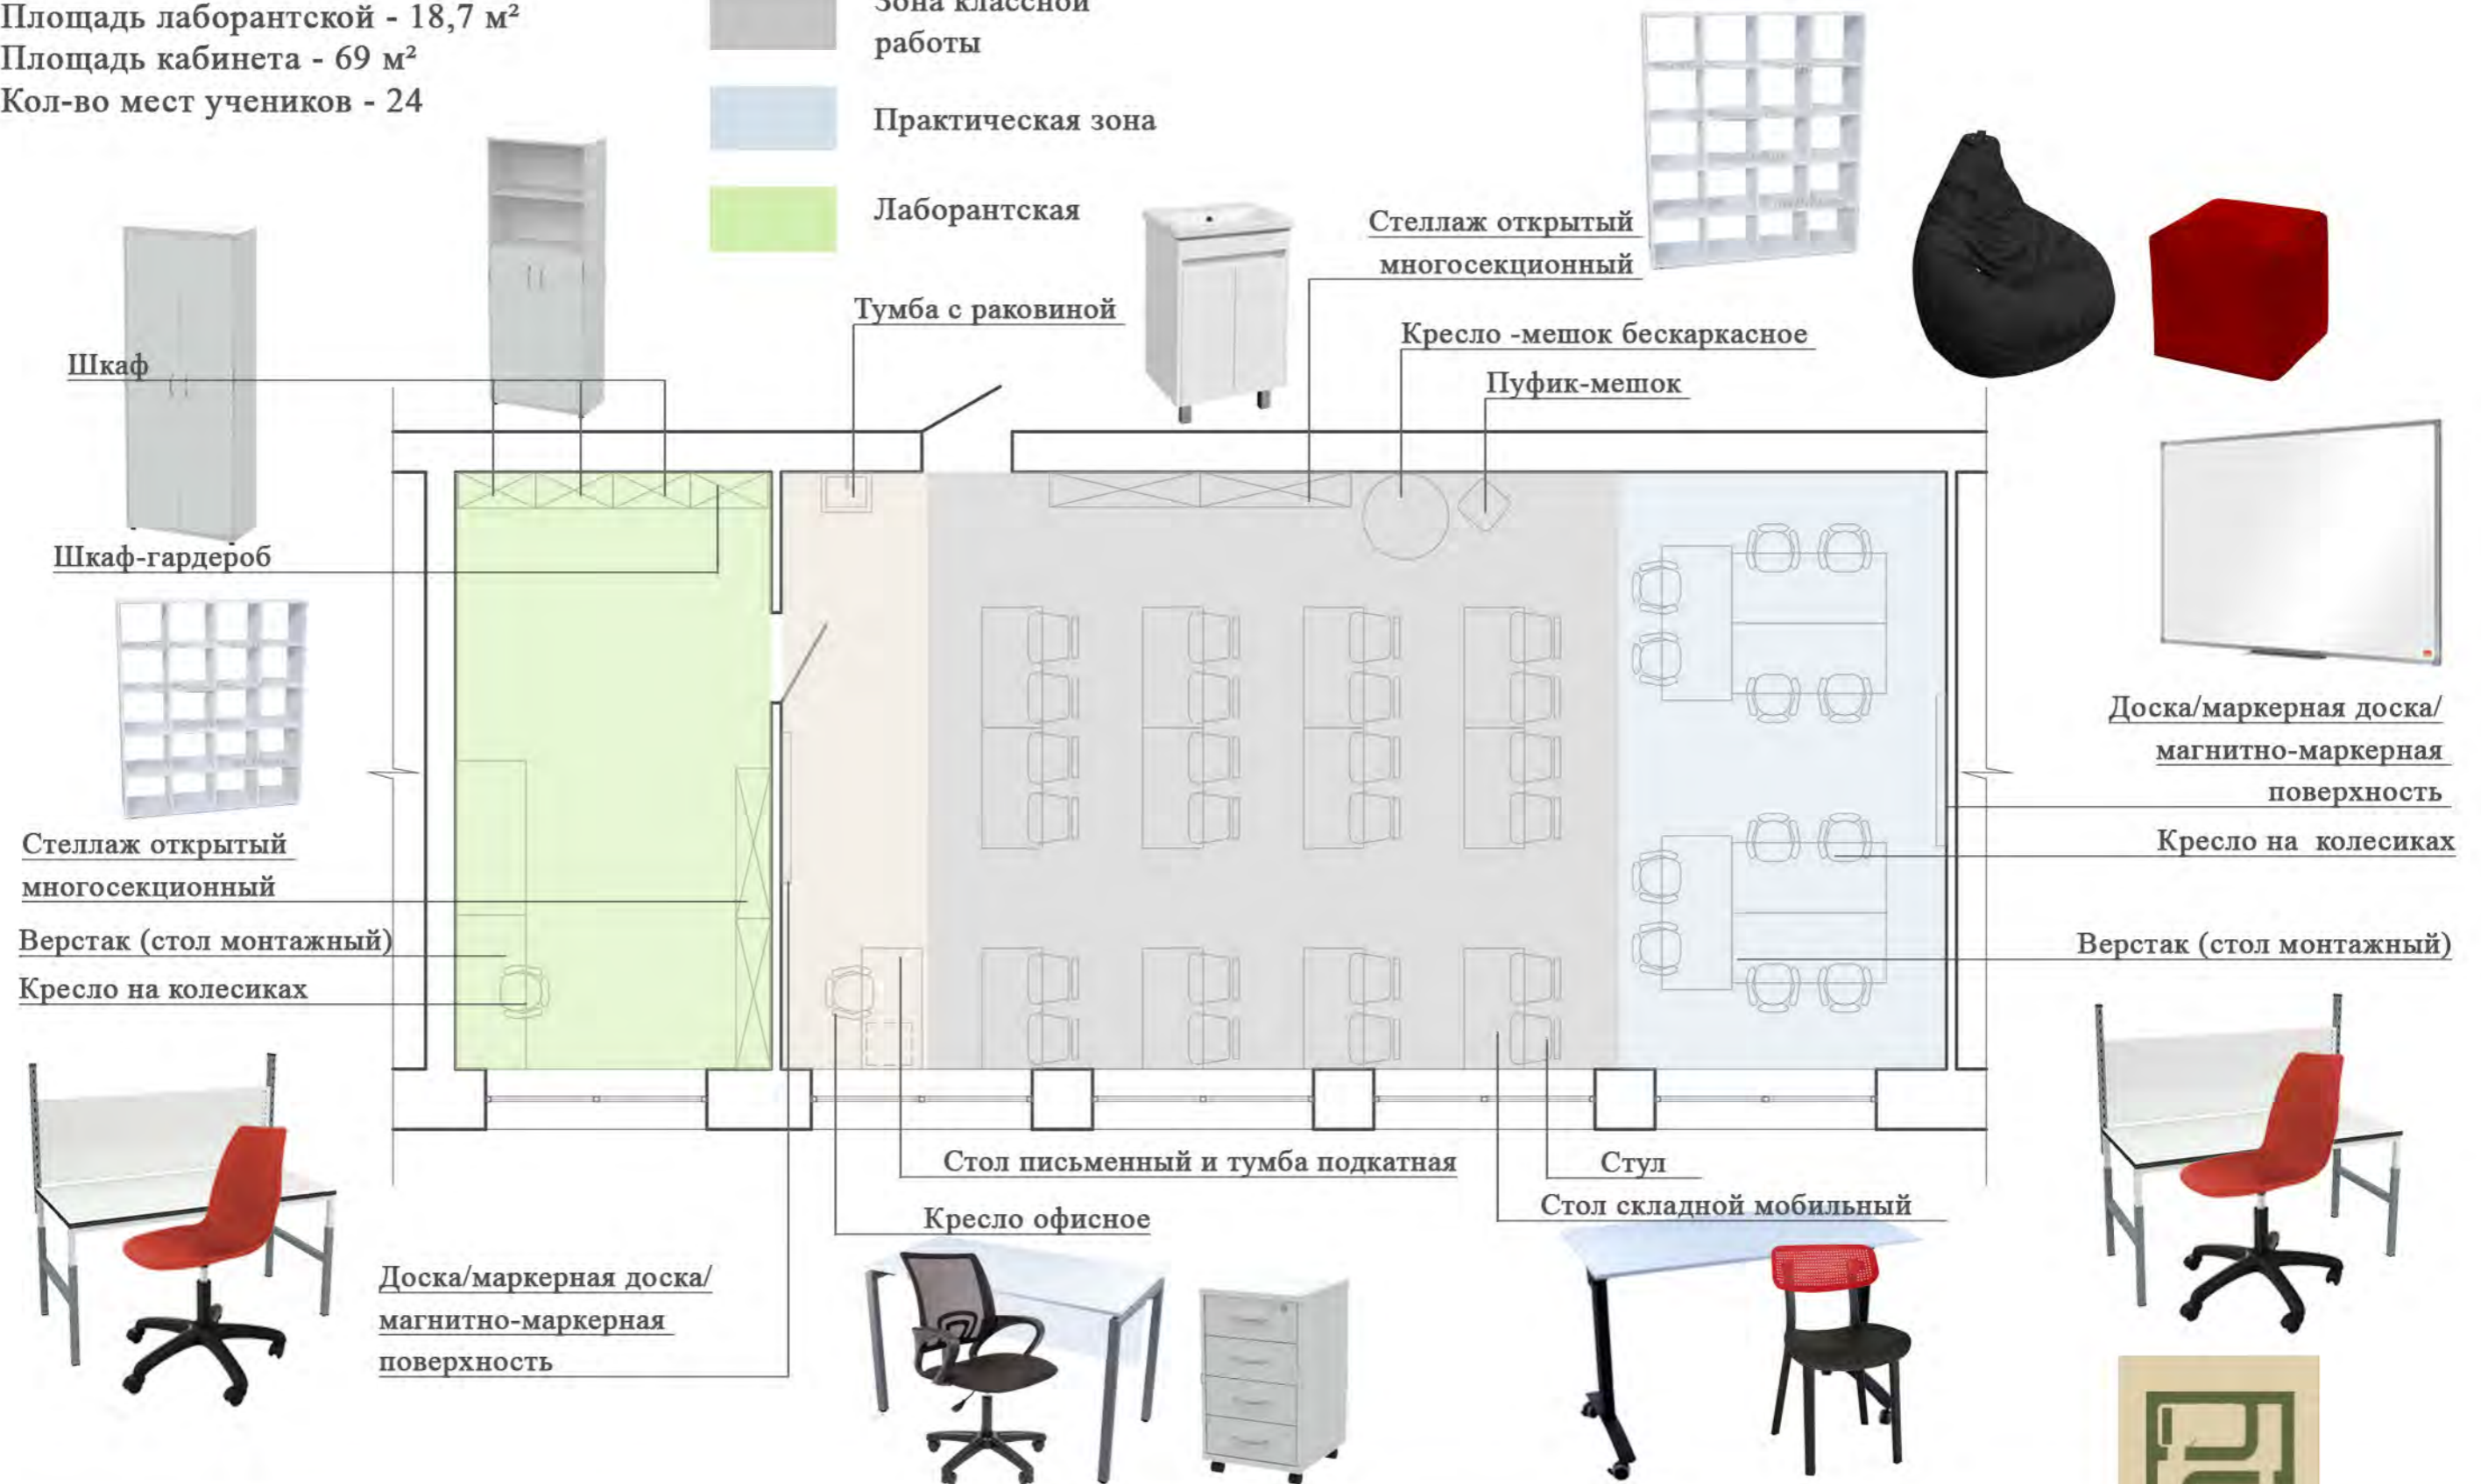 Площадь лаборантской - 18,7 м²
Площадь кабинета - 69 м²
Кол-во мест учеников - 24
Зона классной
работы
Практическая зона
Лаборантская
Стеллаж открытый
многосекционный
Тумба с раковиной
Кресло -мешок бескаркасное
Пуфик-мешок
Шкаф
Шкаф-гардероб
Стеллаж открытый
многосекционный
Верстак (стол монтажный)
Кресло на колесиках
Доска/маркерная доска/
магнитно-маркерная
поверхность
Кресло на колесиках
Верстак (стол монтажный)
Стол письменный и тумба подкатная
Стул
Стол складной мобильный
Кресло офисное
Доска/маркерная доска/
магнитно-маркерная
поверхность